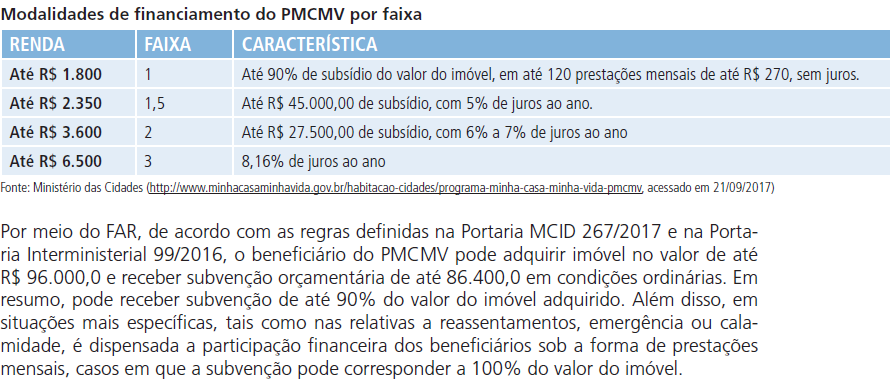 Modalidades de financiamento do PMCMV por faixa
RENDA FAIXA CARACTERÍSTICA
Até R$ 1.800 1 Até 90% de subsídio do valor do imóvel, em até 120 prestações mensais de até R$ 270, sem juros.
Até R$ 2.350 1,5 Até R$ 45.000,00 de subsídio, com 5% de juros ao ano.
Até R$ 3.600 2 Até R$ 27.500,00 de subsídio, com 6% a 7% de juros ao ano
Até R$ 6.500 3 8,16% de juros ao ano
Fonte: Ministério das Cidades (http://www.minhacasaminhavida.gov.br/habitacao-cidades/programa-minha-casa-minha-vida-pmcmv, acessado em 21/09/2017)
Por meio do FAR, de acordo com as regras definidas na Portaria MCID 267/2017 e na Porta-
ria Interministerial 99/2016, o beneficiário do PMCMV pode adquirir imóvel no valor de até
R$ 96.000,0 e receber subvenção orçamentária de até 86.400,0 em condições ordinárias. Em
resumo, pode receber subvenção de até 90% do valor do imóvel adquirido. Além disso, em
situações mais específicas, tais como nas relativas a reassentamentos, emergência ou cala-
midade, é dispensada a participação financeira dos beneficiários sob a forma de prestações
mensais, casos em que a subvenção pode corresponder a 100% do valor do imóvel.